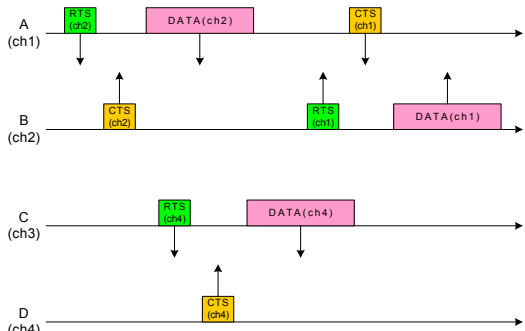 A
(ch1)
RTS
(ch2)
DATA(ch2)
CTS
(ch1)
B
(ch2)
CTS
(ch2)
RTS
(ch1)
DATA(ch1)
C
(ch3)
RTS
(ch4)
DATA(ch4)
D
(ch4)
CTS
(ch4)